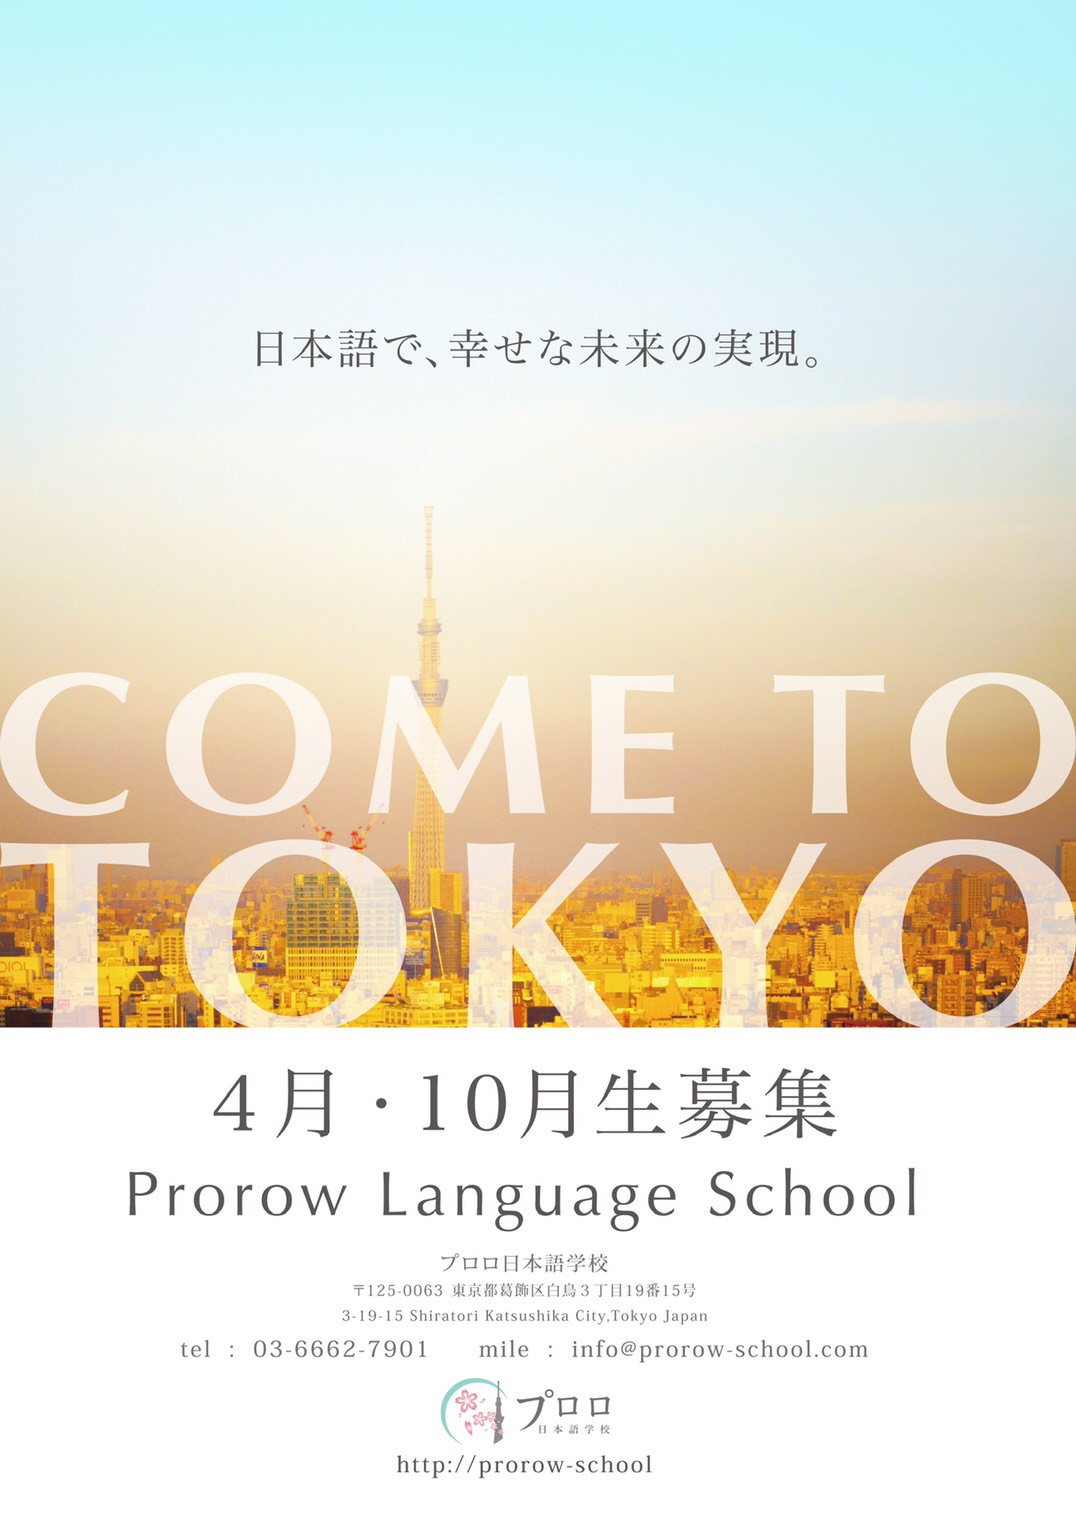 日本語で、幸せな未来の実現。
COME TO
TOKYO
4月・10月生募集
Prorow Language School
プロロ日本語学校
〒125-0063 東京都葛飾区白鳥３丁目19番15号
3-19-15 Shiratori Katsushika City,Tokyo Japan
tel : 03-6662-7901 mile : info@prorow-school.com
プロロ
日本語学校
http://prorow-school